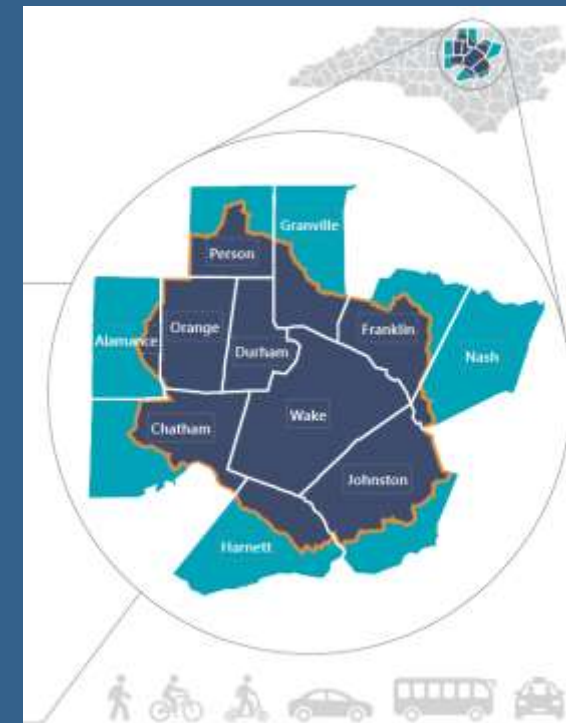 Granville
Person
Orange
Franklin
Alamance
Durham
Nash
Wake
Chatham
Johnston
Harnett